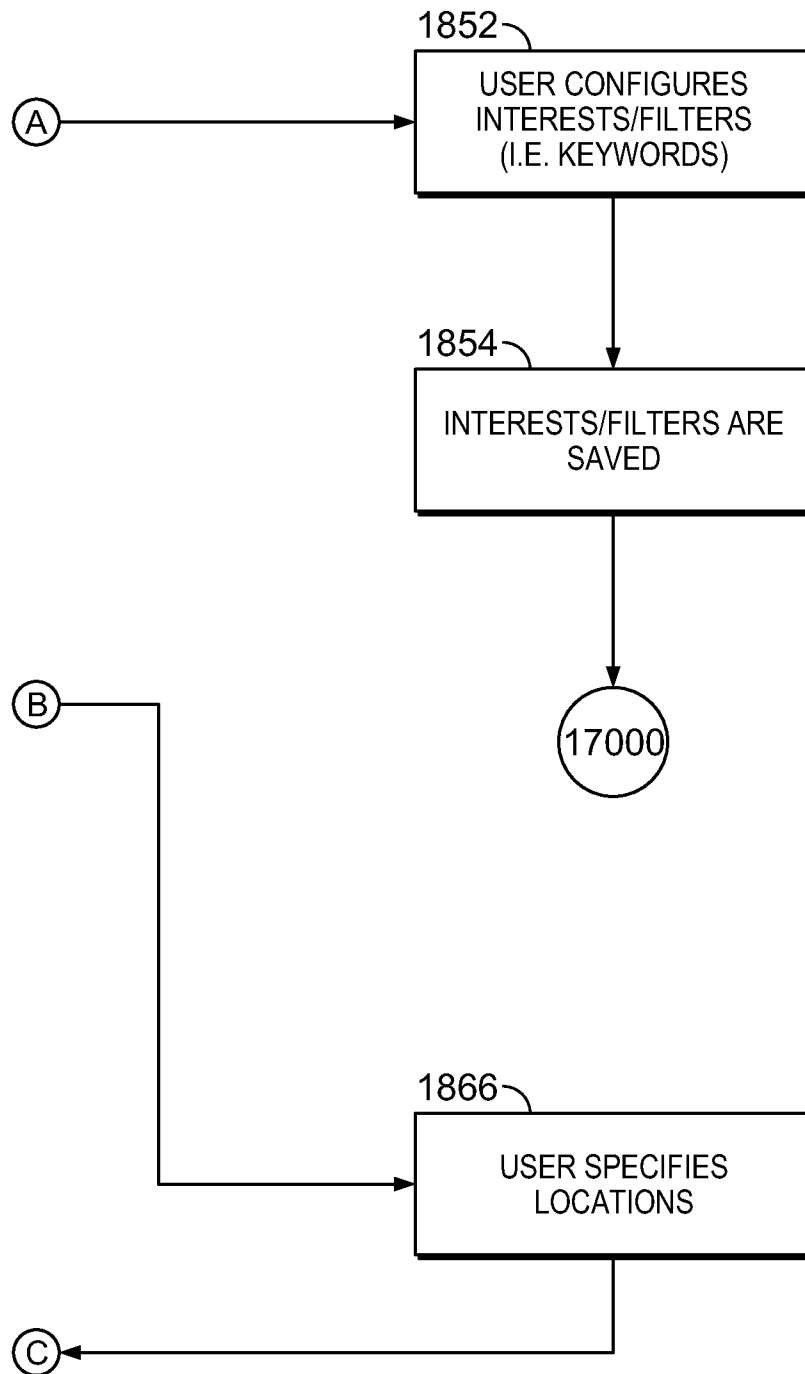 1852
USER CONFIGURES
INTERESTS/FILTERS
(I.E. KEYWORDS)
A
1854
INTERESTS/FILTERS ARE
SAVED
B
17000
1866
USER SPECIFIES
LOCATIONS
C